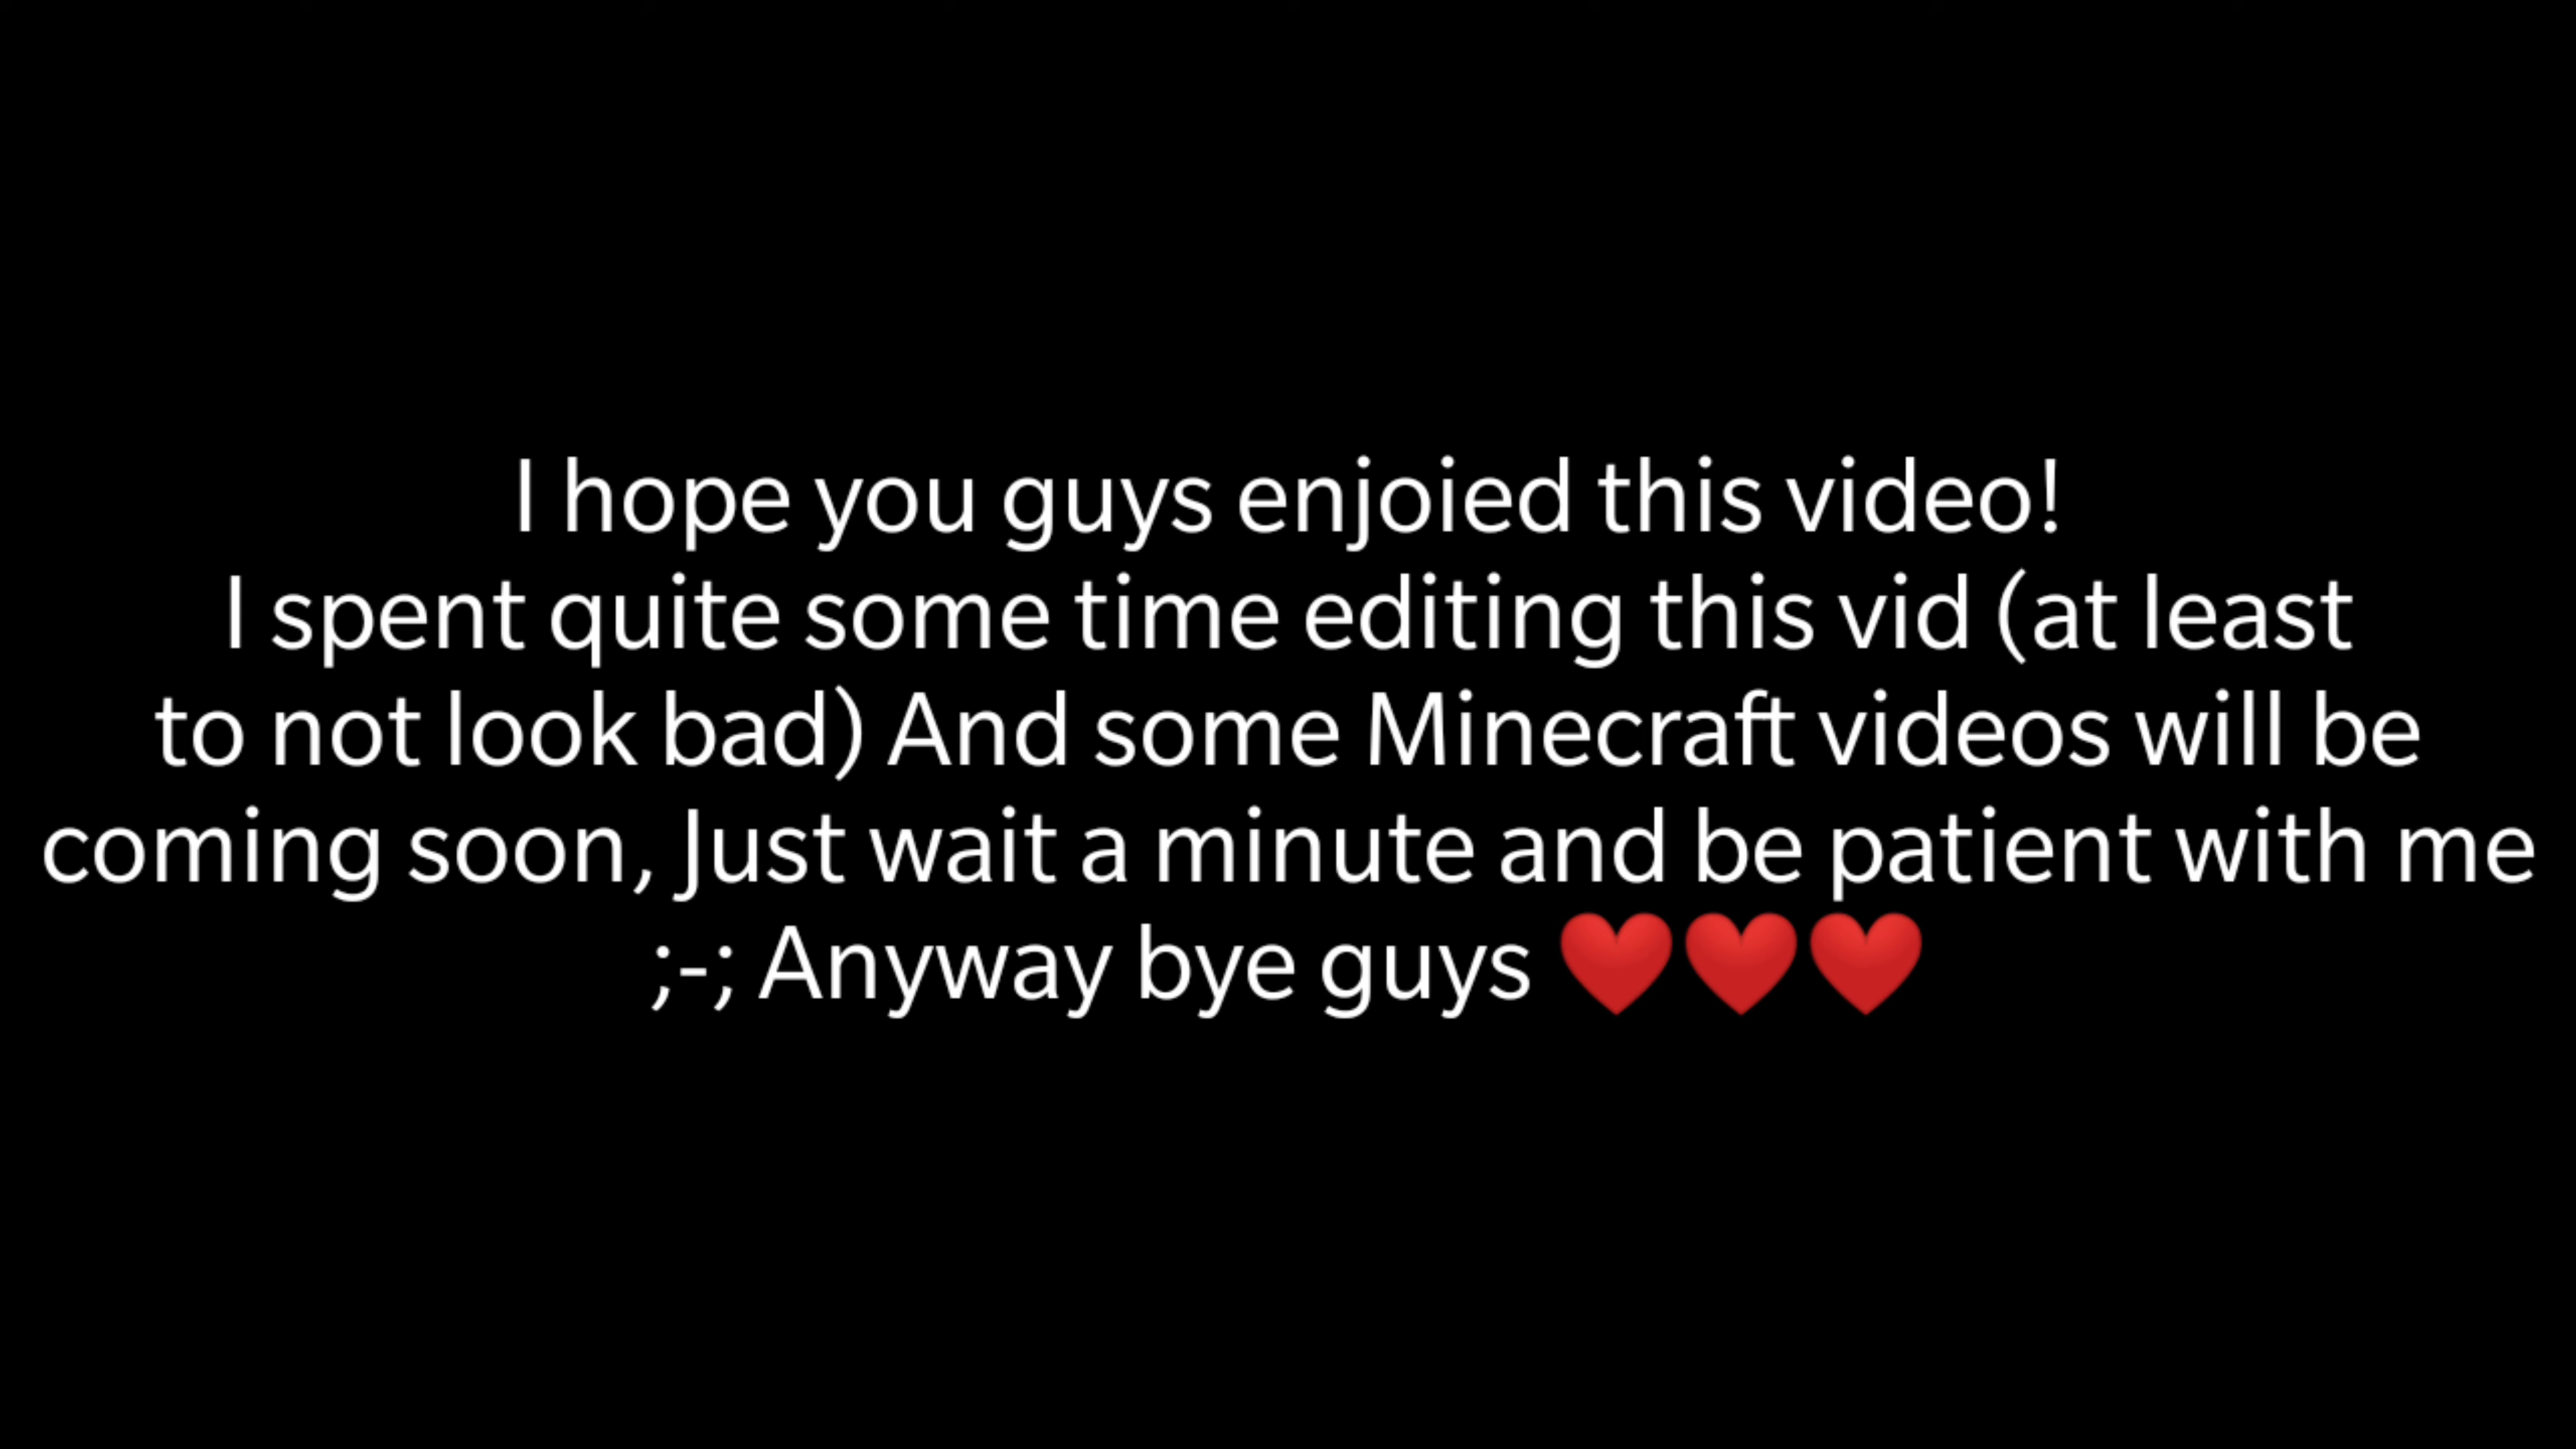 I hope you guys enjoied this video!
I spent quite some time editing this vid (at least
to not look bad) And some Minecraft videos will be
coming soon, Just wait a minute and be patient with me
;-; Anyway bye guys ❤️❤️❤️